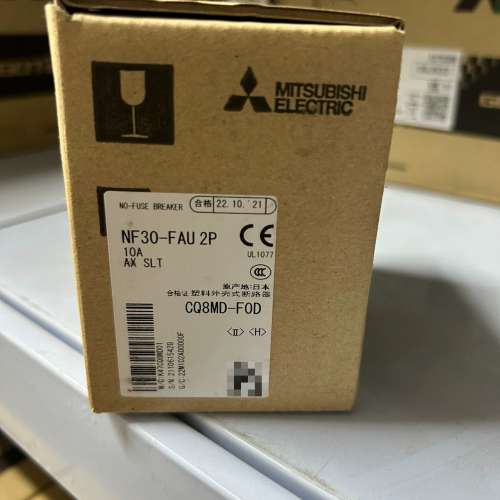 MITSUBISHI
ELECTRIC
NO-FUSE BREAKER
合格 22.10.'21
NF30-FAU 2P
10A
AX SLT
CE
UL1077
CCC
原产地:日本
合格证 塑料外壳式断路器
CQ8MD-F0D
<II> <H>